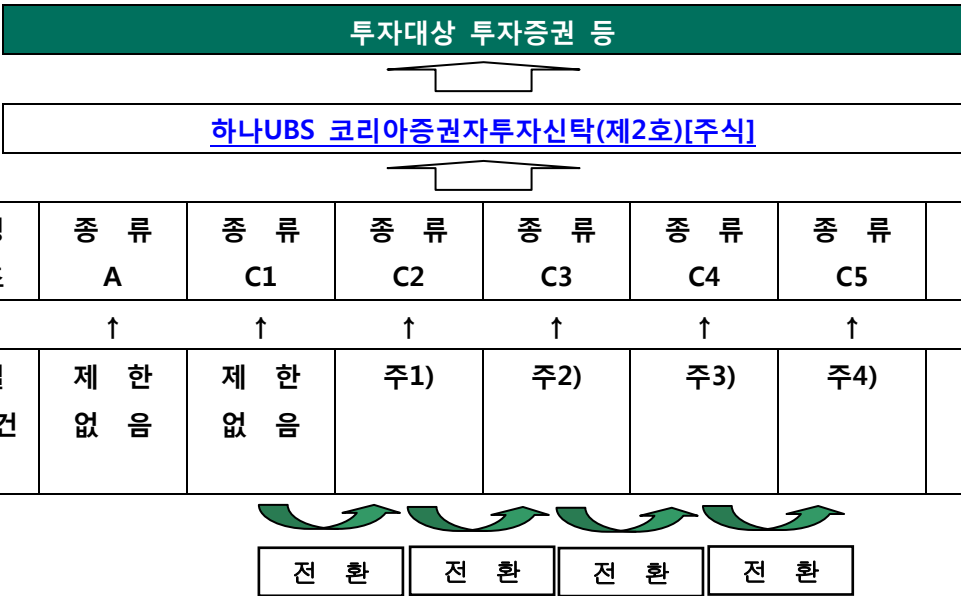 투자대상 투자증권 등
하나UBS 코리아증권자투자신탁(제2호)[주식]
종 류 종 류 종 류 종 류 종 류 종 류
A C1 C2 C3 C4 C5
↑ ↑ ↑ ↑ ↑ ↑
제 한 제 한 주1) 주2) 주3) 주4)
건 없 음 없 음
전 환 전 환 전 환 전 환